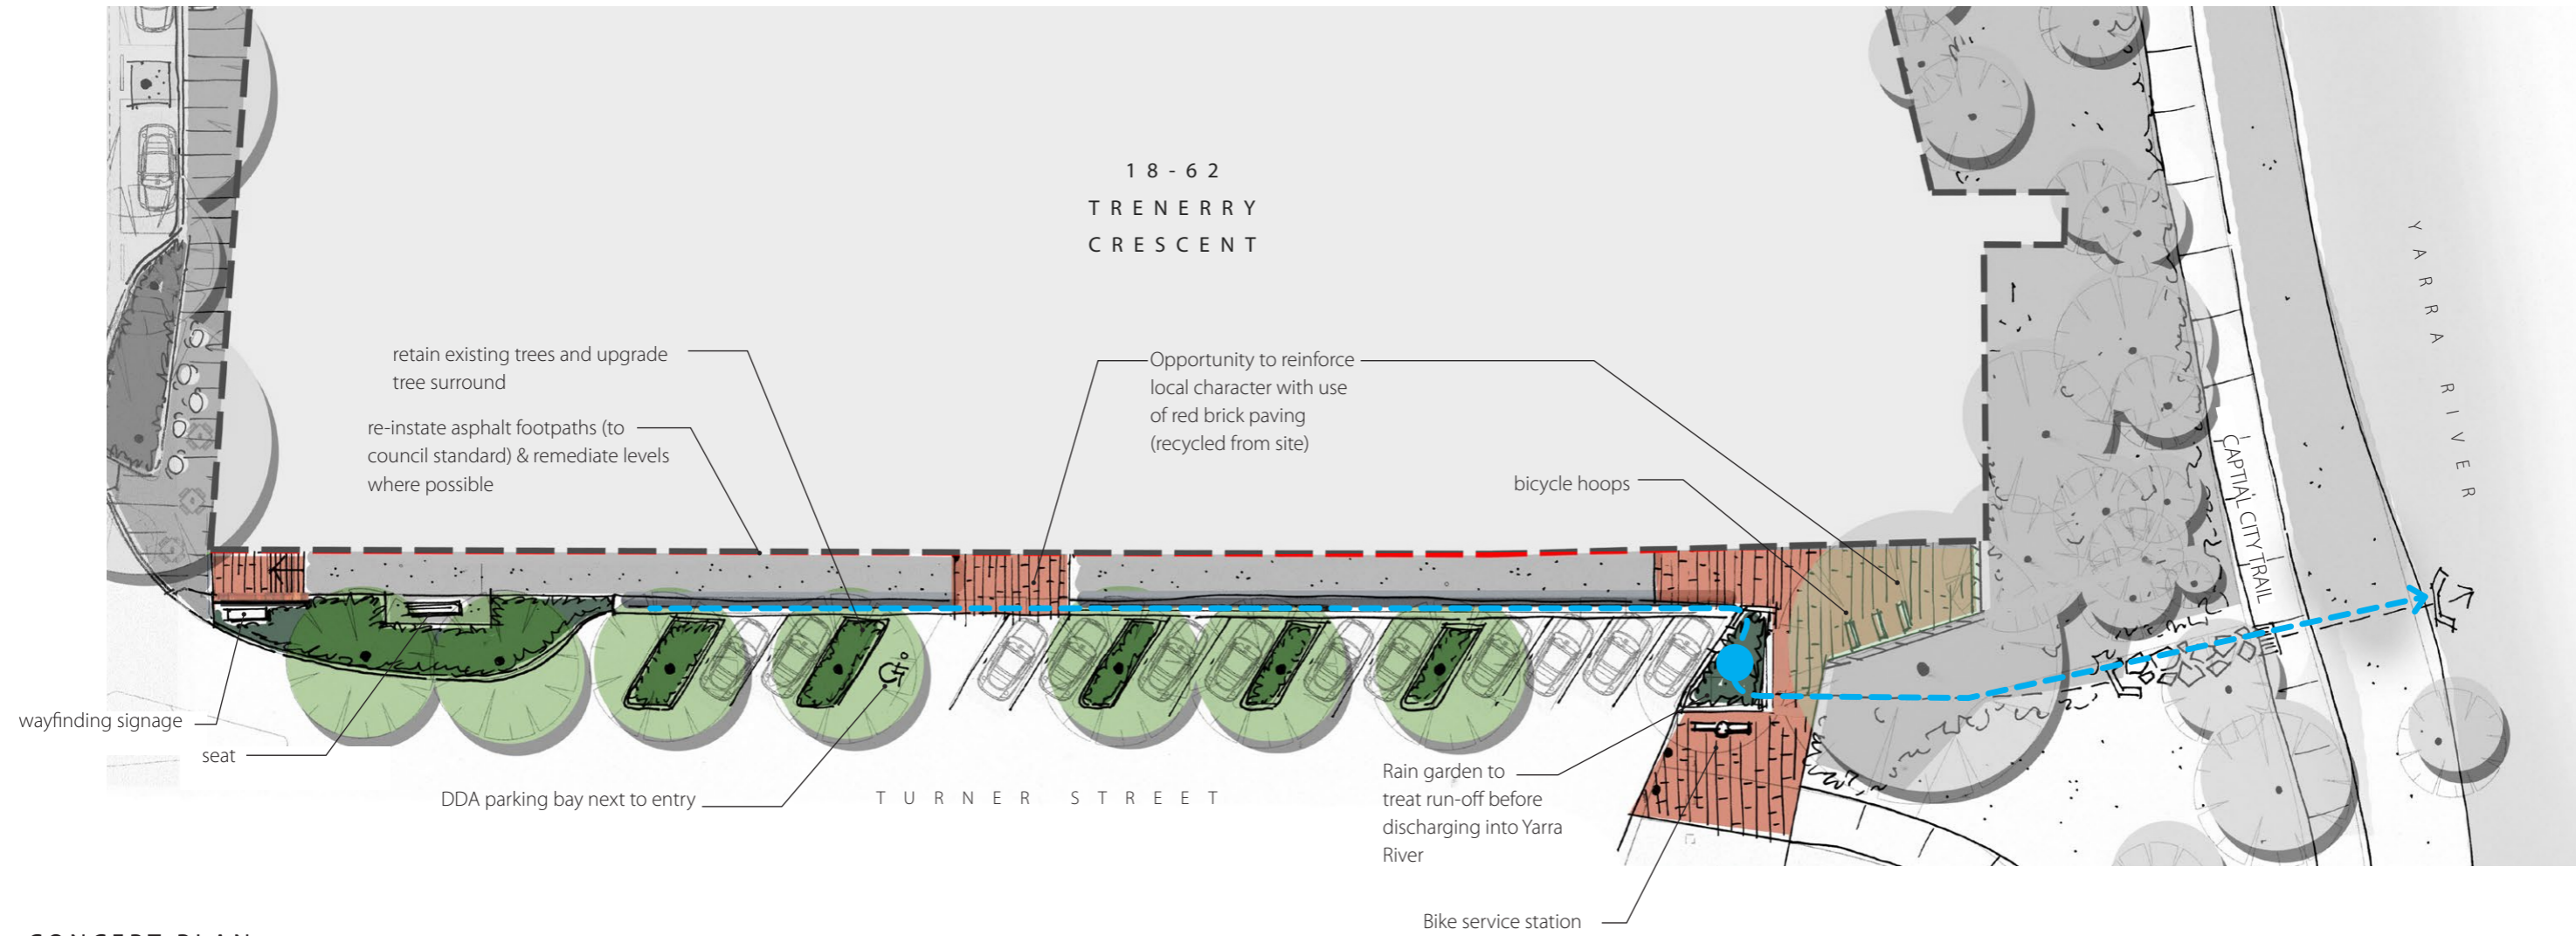 18-62
TRENERRY
CRESCENT
YARRA RIVER
retain existing trees and upgrade
tree surround
Opportunity to reinforce
local character with use
of red brick paving
(recycled from site)
re-instate asphalt footpaths (to
council standard) & remediate levels
where possible
bicycle hoops
CAPTIAL CITY TRAIL
wayfinding signage
seat
DDA parking bay next to entry
TURNER STREET
Rain garden to
treat run-off before
discharging into Yarra
River
Bike service station
CONCEPT PLAN